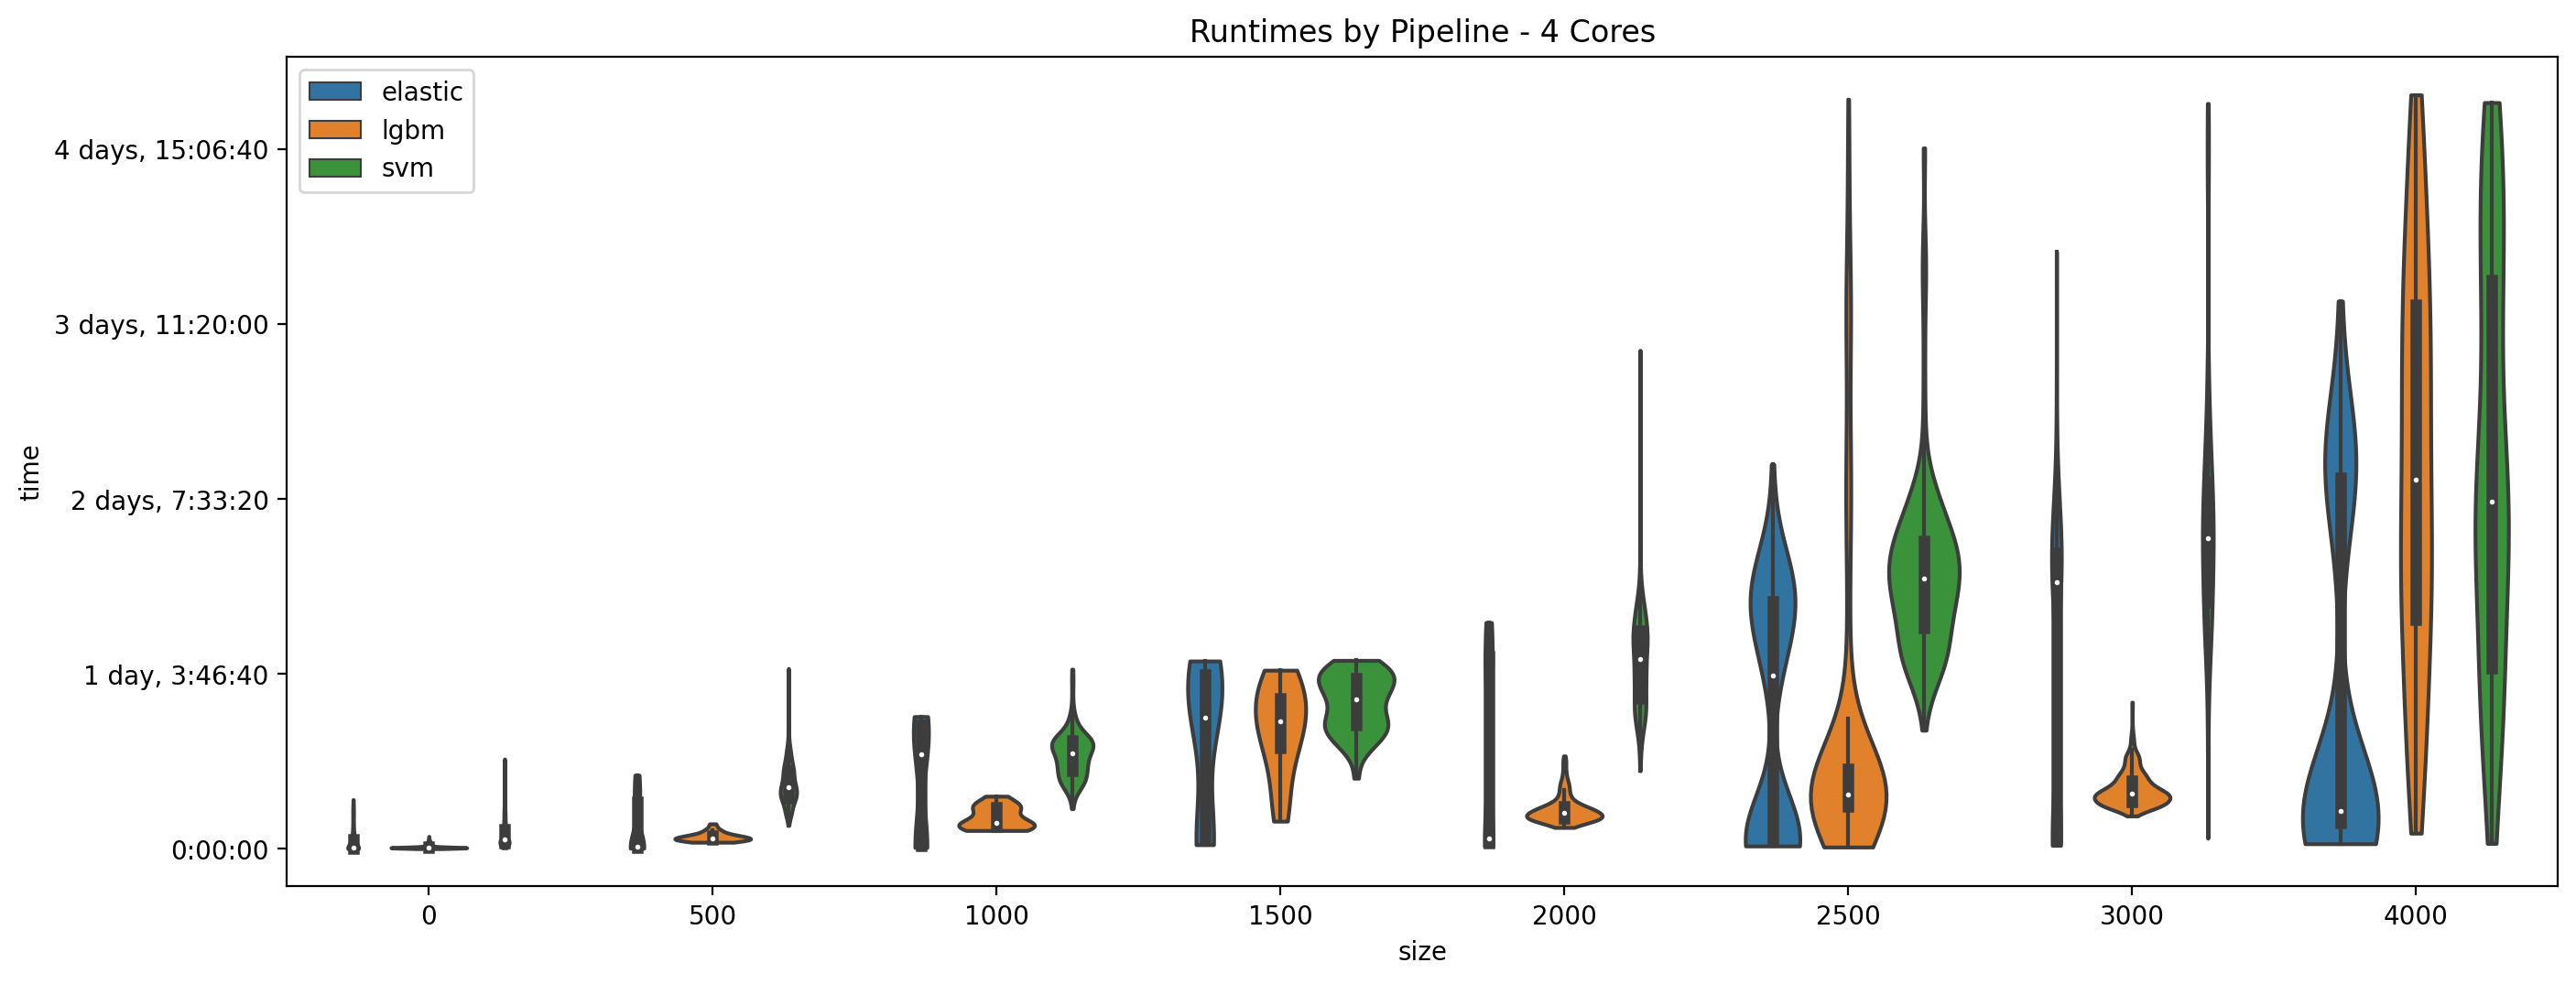 Runtimes by Pipeline - 4 Cores
elastic
lgbm
svm
4 days, 15:06:40
3 days, 11:20:00
2 days, 7:33:20
1 day, 3:46:40
0:00:00
time
0 500 1000 1500 2000 2500 3000 4000
size